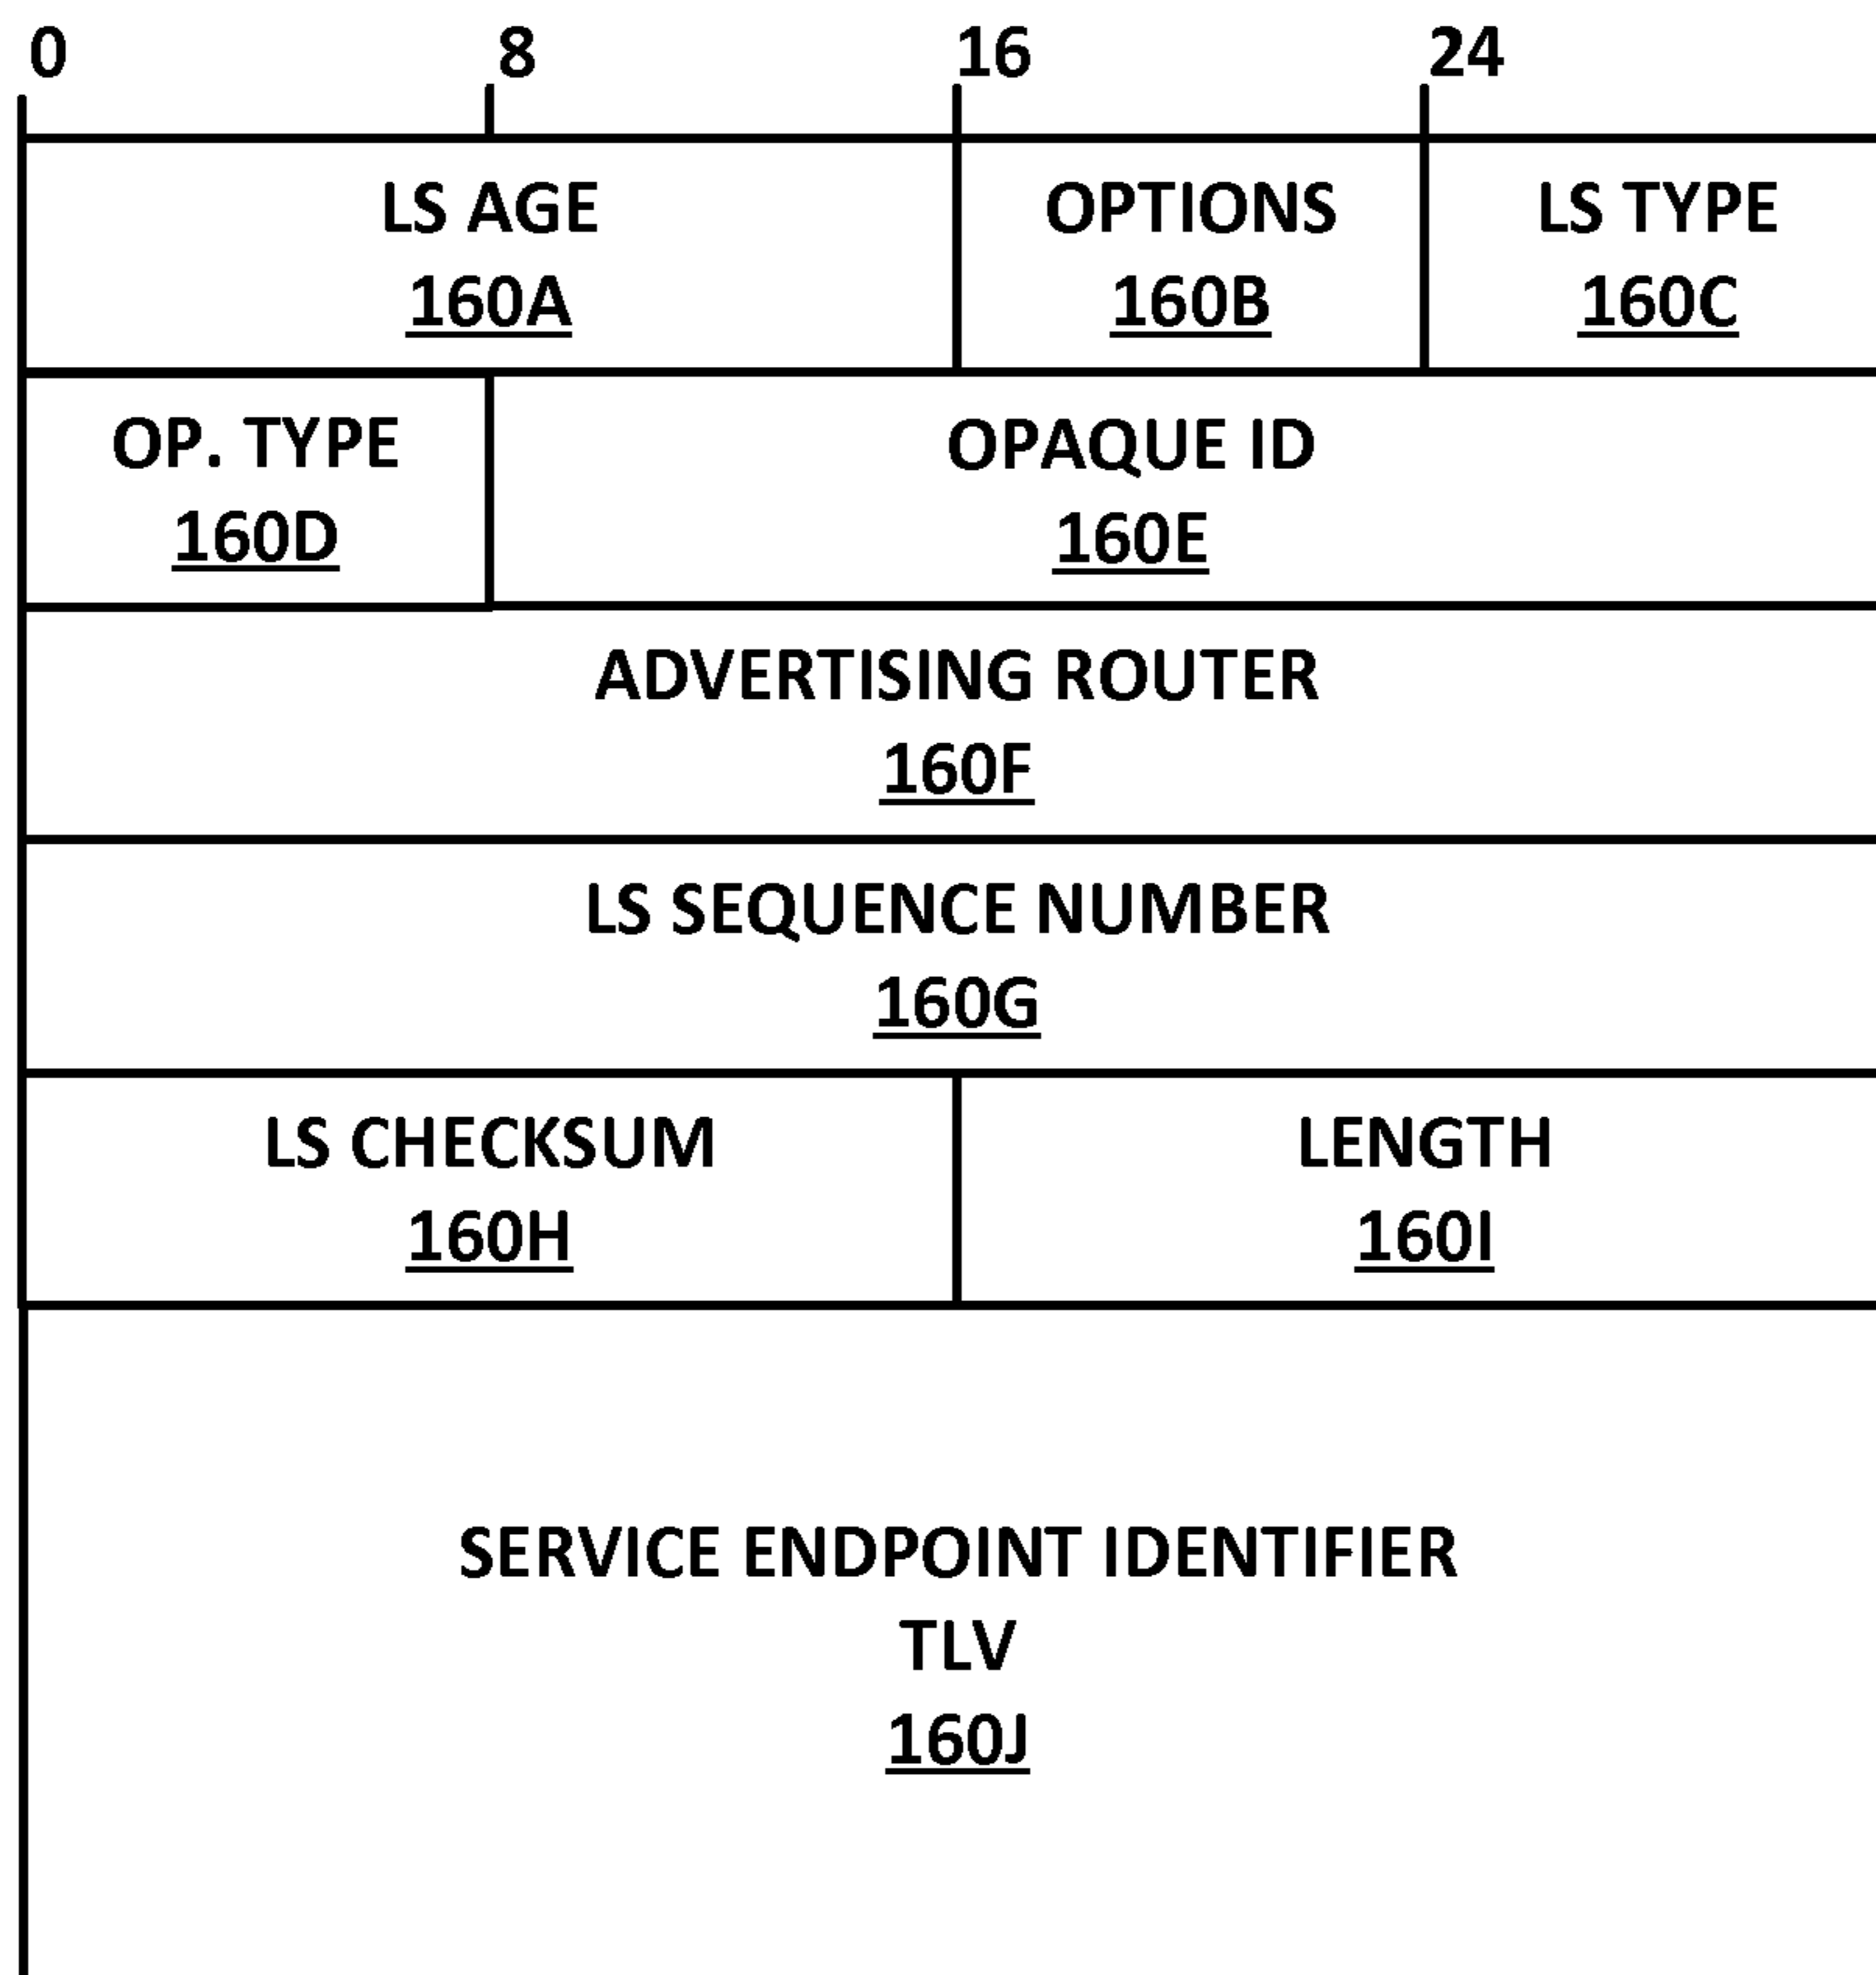 0 8 16 24
LS AGE OPTIONS LS TYPE
160A 160B 160C
OP. TYPE OPAQUE ID
160D 160E
ADVERTISING ROUTER
160F
LS SEQUENCE NUMBER
160G
LS CHECKSUM LENGTH
160H 160I
SERVICE ENDPOINT IDENTIFIER
TLV
160J